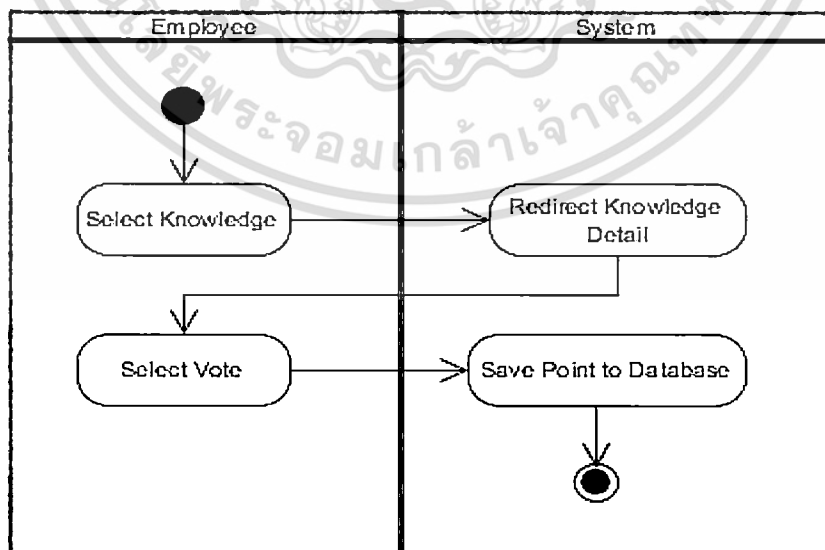 Employee
System
Select Knowledge
Redirect Knowledge
Detail
Select Vote
Save Point to Database